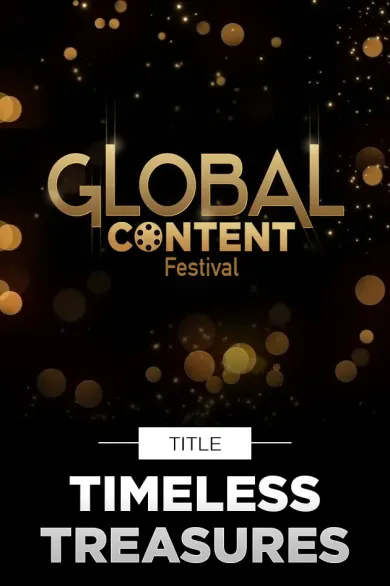 GLOBAL
CONTENT
Festival
TITLE
TIMELESS
TREASURES